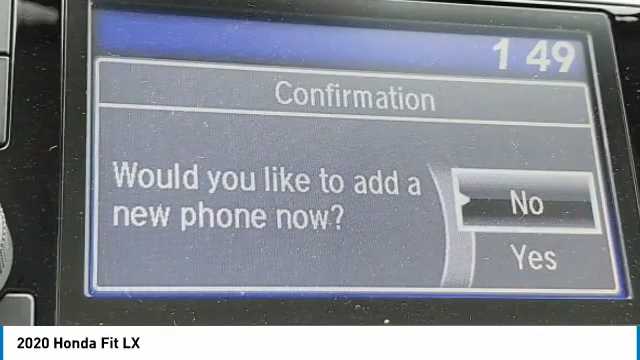 1 49
Confirmation
Would you like to add a
new phone now?
No
Yes
2020 Honda Fit LX